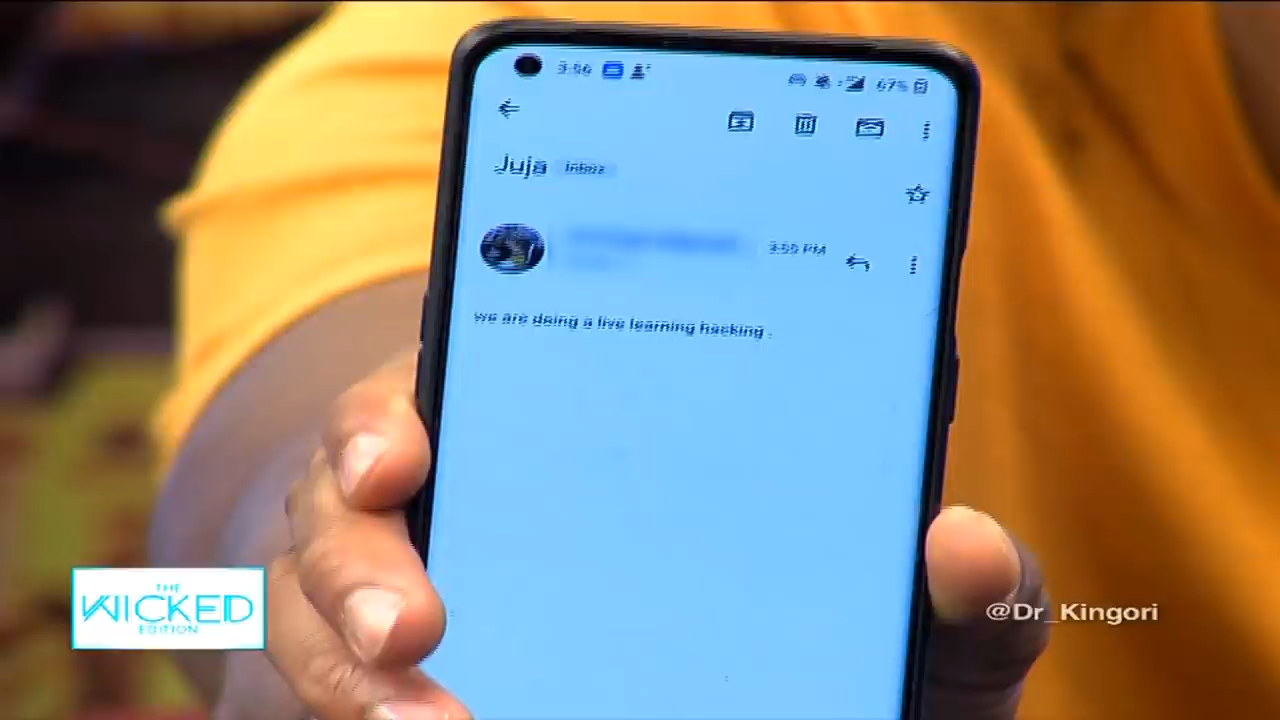 3:56
67%
Juja Inbox
3:55 PM
we are doing a live learning hacking .
THE
WICKED
EDITION
@Dr_Kingori